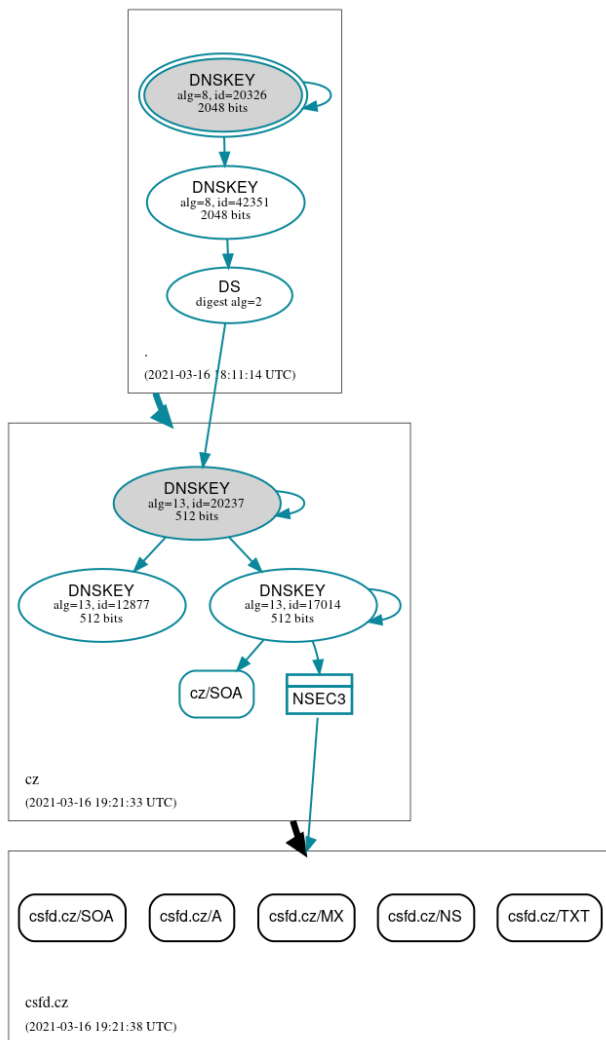 DNSKEY
alg=8, id=20326
2048 bits
DNSKEY
alg=8, id=42351
2048 bits
DS
digest alg=2
.
(2021-03-16 18:11:14 UTC)
DNSKEY
alg=13, id=20237
512 bits
DNSKEY
alg=13, id=12877
512 bits
DNSKEY
alg=13, id=17014
512 bits
cz/SOA
NSEC3
cz
(2021-03-16 19:21:33 UTC)
csfd.cz/SOA
csfd.cz/A
csfd.cz/MX
csfd.cz/NS
csfd.cz/TXT
csfd.cz
(2021-03-16 19:21:38 UTC)